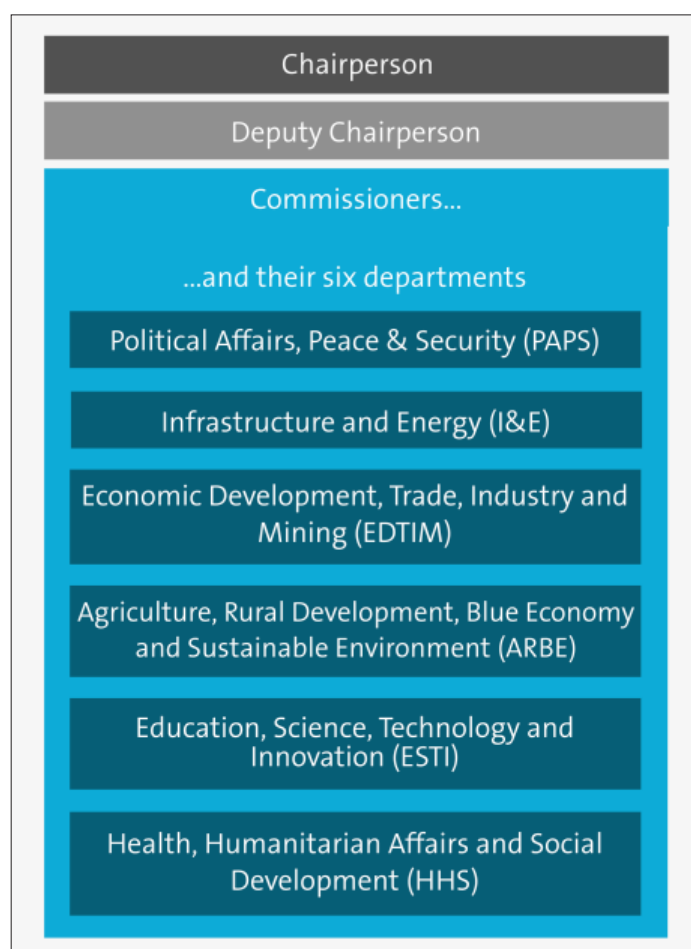 Chairperson
Deputy Chairperson
Commissioners...
...and their six departments
Political Affairs, Peace & Security (PAPS)
Infrastructure and Energy (I&E)
Economic Development, Trade, Industry and
Mining (EDTIM)
Agriculture, Rural Development, Blue Economy
and Sustainable Environment (ARBE)
Education, Science, Technology and
Innovation (ESTI)
Health, Humanitarian Affairs and Social
Development (HHS)